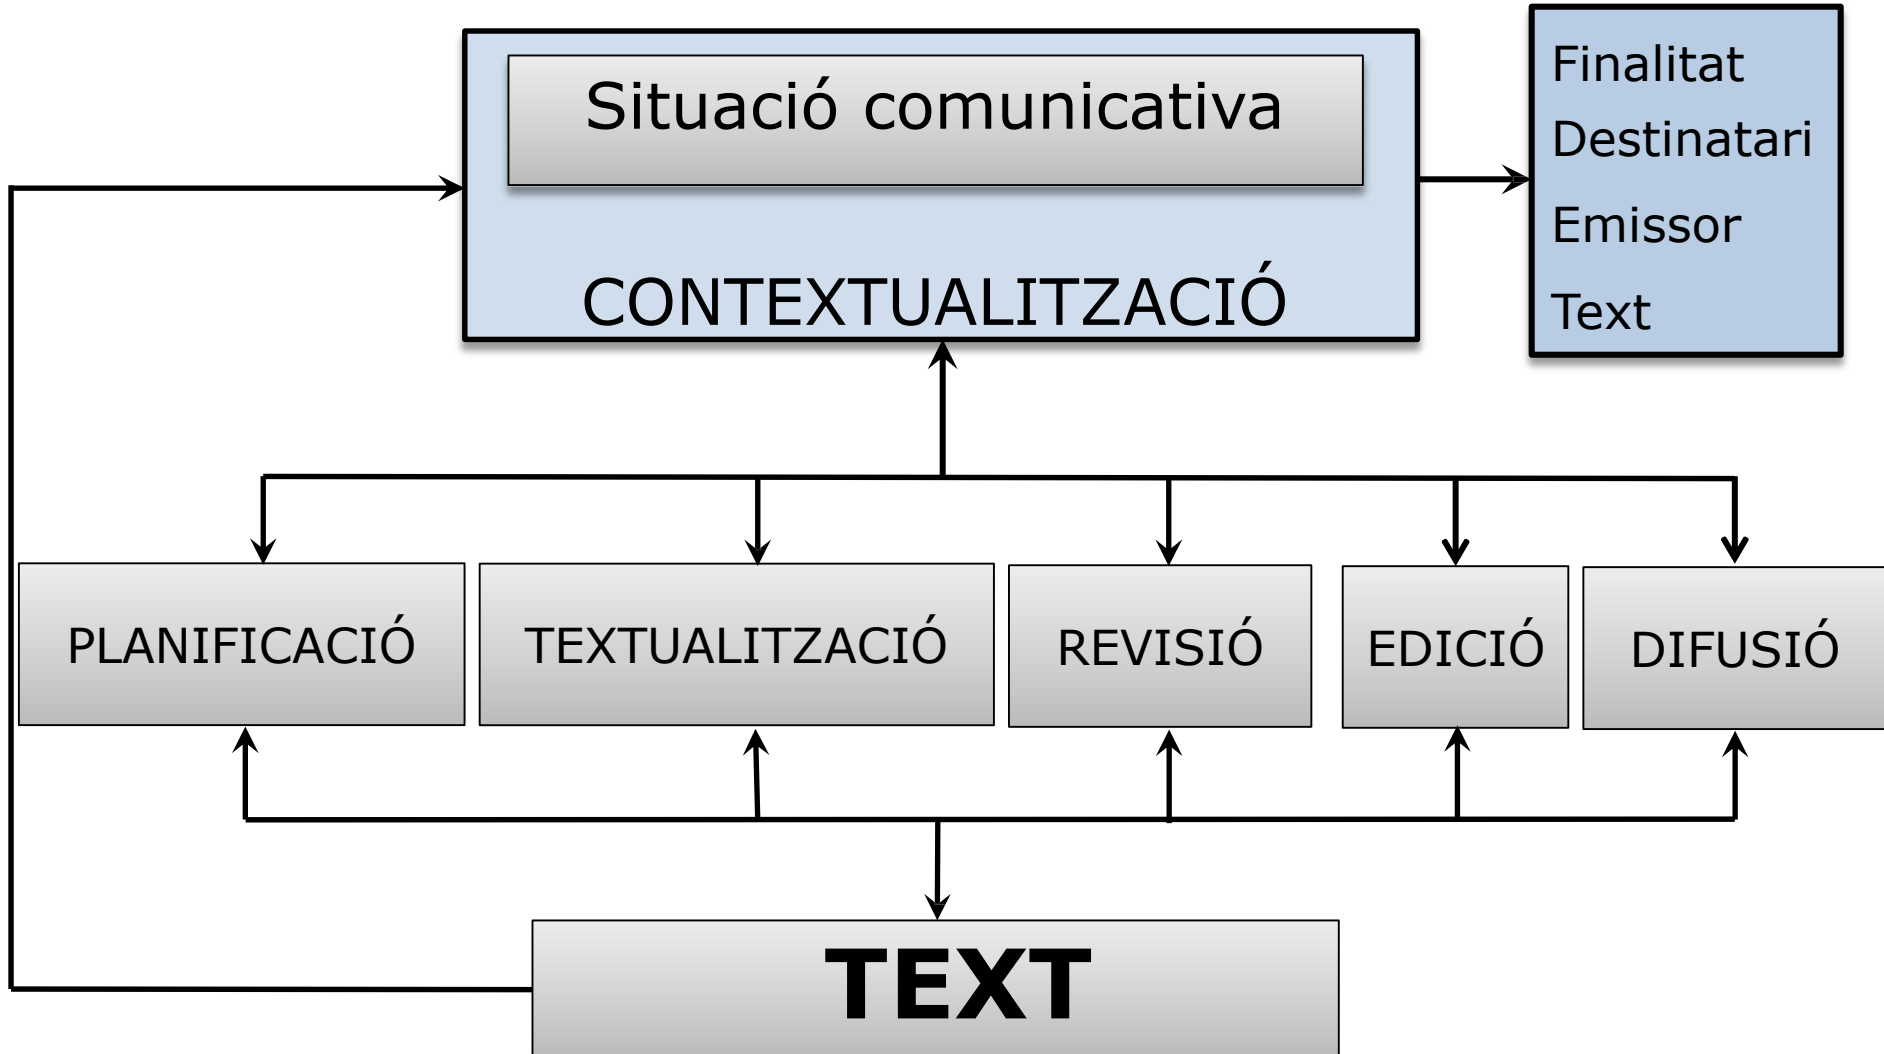 Situació comunicativa
CONTEXTUALITZACIÓ
Finalitat
Destinatari
Emissor
Text
PLANIFICACIÓ
TEXTUALITZACIÓ
REVISIÓ
EDICIÓ
DIFUSIÓ
TEXT